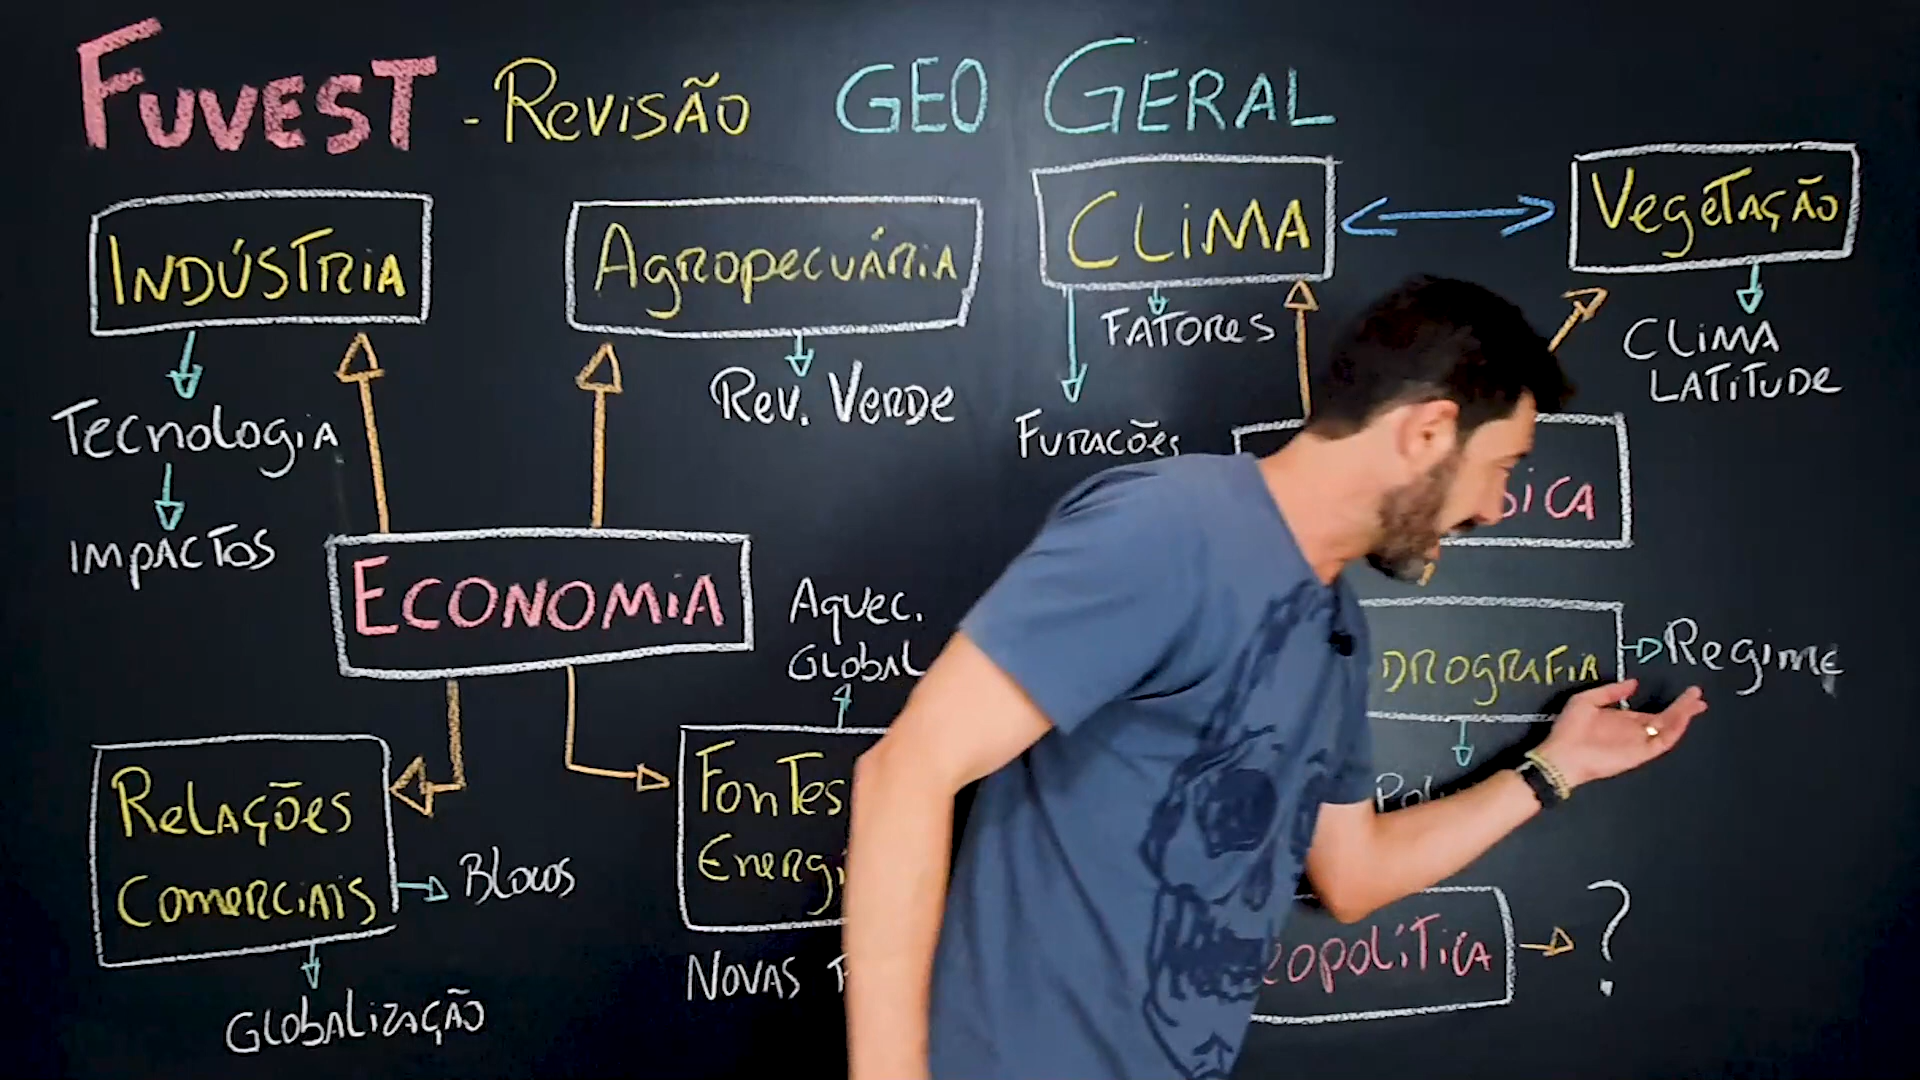 FUVEST - REVISÃO GEO GERAL
INDÚSTRIA
TECNOLOGIA
IMPACTOS
AGROPECUÁRIA
REV. VERDE
CLIMA
FATORES
FURACÕES
VEGETAÇÃO
CLIMA
LATITUDE
ECONOMIA
AQUEC.
GLOBAL
REGIME
RELAÇÕES
COMERCIAIS
BLOCOS
GLOBALIZAÇÃO
FONTES
NOVAS
?